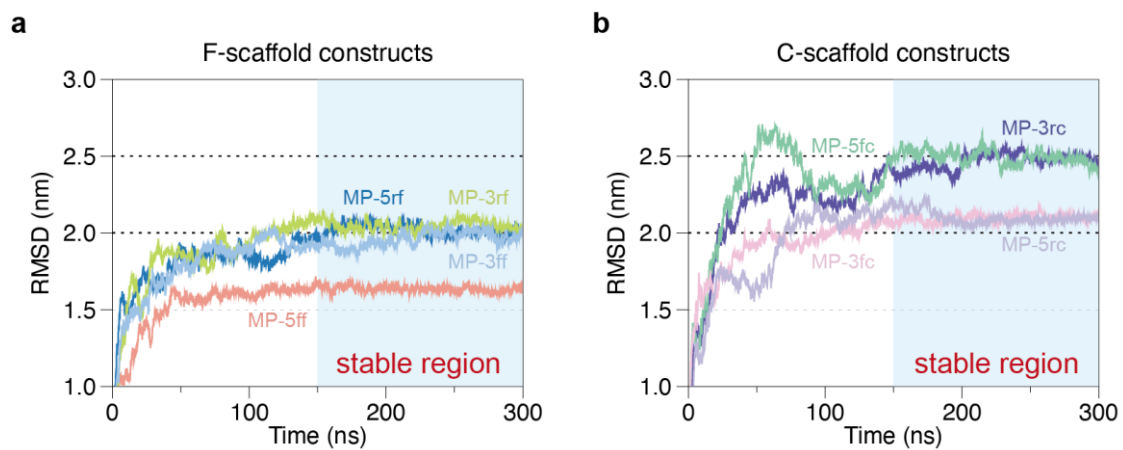 a
F-scaffold constructs
RMSD (nm)
3.0
2.5
2.0
1.5
1.0
MP-5rf
MP-3rf
MP-3ff
MP-5ff
stable region
0
100
200
300
Time (ns)
b
C-scaffold constructs
RMSD (nm)
3.0
2.5
2.0
1.5
1.0
MP-5fc
MP-3rc
MP-3fc
MP-5rc
stable region
0
100
200
300
Time (ns)